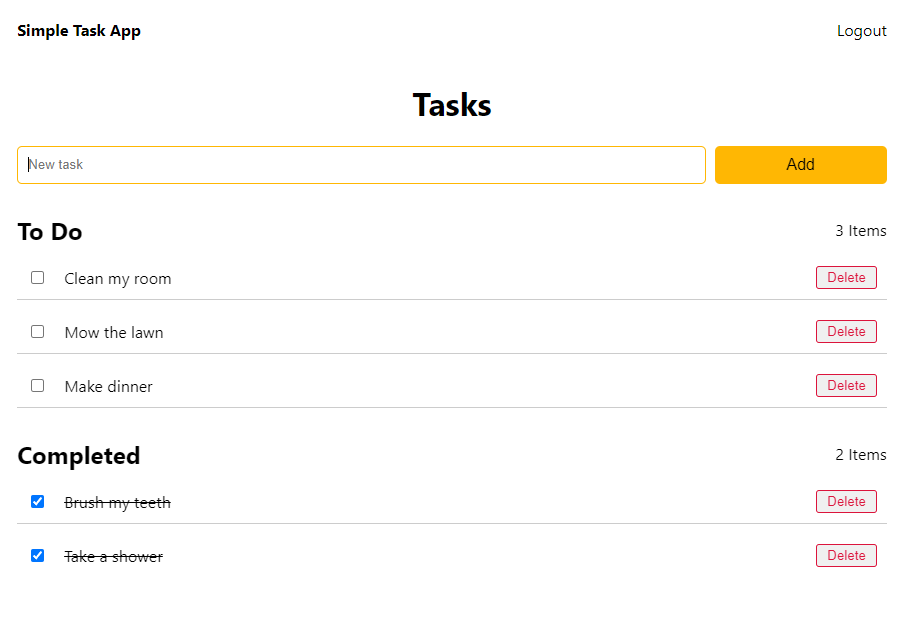 Simple Task App Logout
Tasks
New task Add
To Do 3 Items
Clean my room Delete
Mow the lawn Delete
Make dinner Delete
Completed 2 Items
Brush my teeth Delete
Take a shower Delete